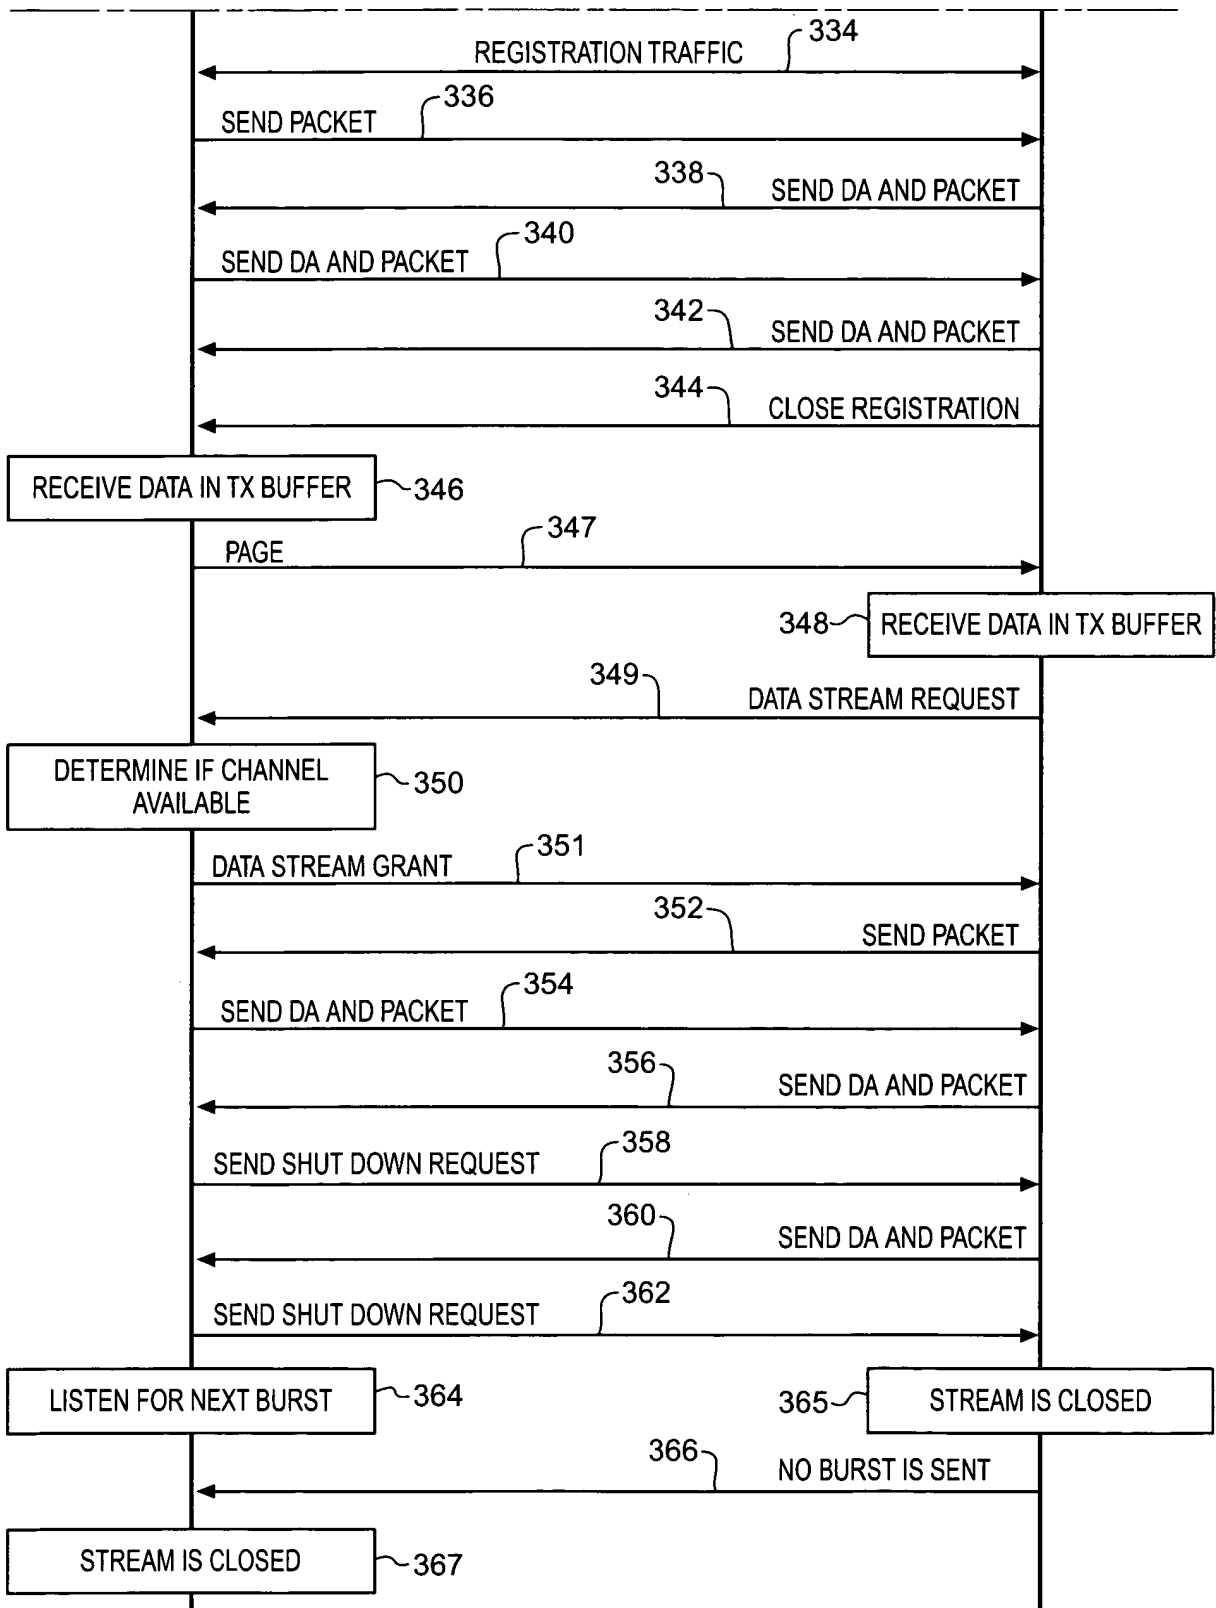 334
REGISTRATION TRAFFIC
336
SEND PACKET
338
SEND DA AND PACKET
340
SEND DA AND PACKET
342
SEND DA AND PACKET
344
CLOSE REGISTRATION
RECEIVE DATA IN TX BUFFER
346
347
PAGE
348
RECEIVE DATA IN TX BUFFER
349
DATA STREAM REQUEST
DETERMINE IF CHANNEL
AVAILABLE
350
351
DATA STREAM GRANT
352
SEND PACKET
354
SEND DA AND PACKET
356
SEND DA AND PACKET
358
SEND SHUT DOWN REQUEST
360
SEND DA AND PACKET
362
SEND SHUT DOWN REQUEST
LISTEN FOR NEXT BURST
364
365
STREAM IS CLOSED
366
NO BURST IS SENT
STREAM IS CLOSED
367